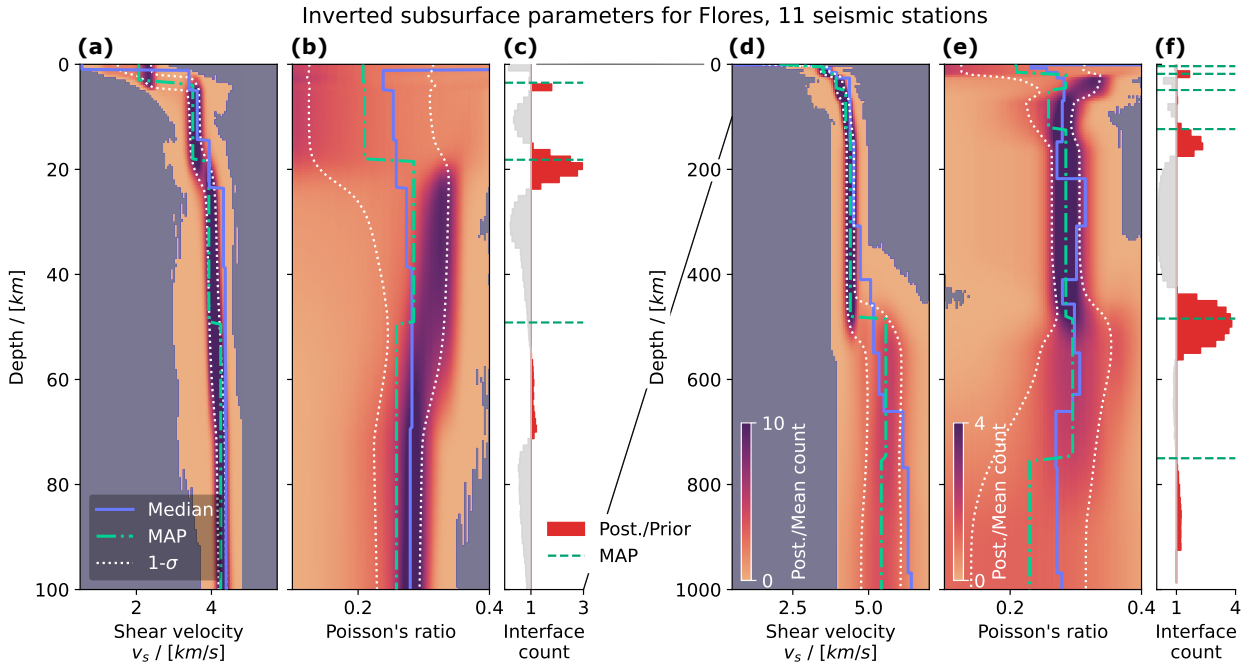 Inverted subsurface parameters for Flores, 11 seismic stations
(a) (b) (c) (d) (e) (f)
0
20
40
60
80
100
Depth / [km]
2 4
Shear velocity
v_s / [km/s]
Median
MAP
1-σ
0.2 0.4
Poisson's ratio
1 3
Interface
count
Post./Prior
MAP
0
200
400
600
800
1000
Depth / [km]
2.5 5.0
Shear velocity
v_s / [km/s]
10
0
Post./Mean count
0.2 0.4
Poisson's ratio
4
0
Post./Mean count
1 4
Interface
count